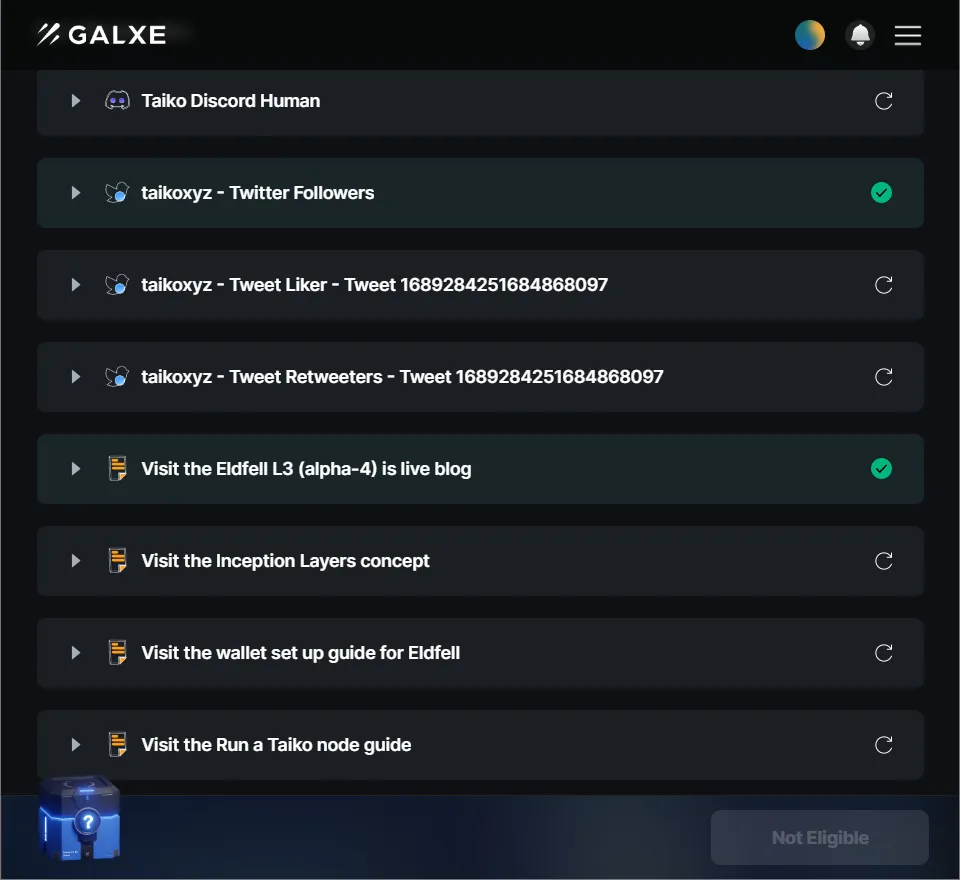 GALXE
Taiko Discord Human
taikoxyz - Twitter Followers
taikoxyz - Tweet Liker - Tweet 1689284251684868097
taikoxyz - Tweet Retweeters - Tweet 1689284251684868097
Visit the Eldfell L3 (alpha-4) is live blog
Visit the Inception Layers concept
Visit the wallet set up guide for Eldfell
Visit the Run a Taiko node guide
?
Not Eligible